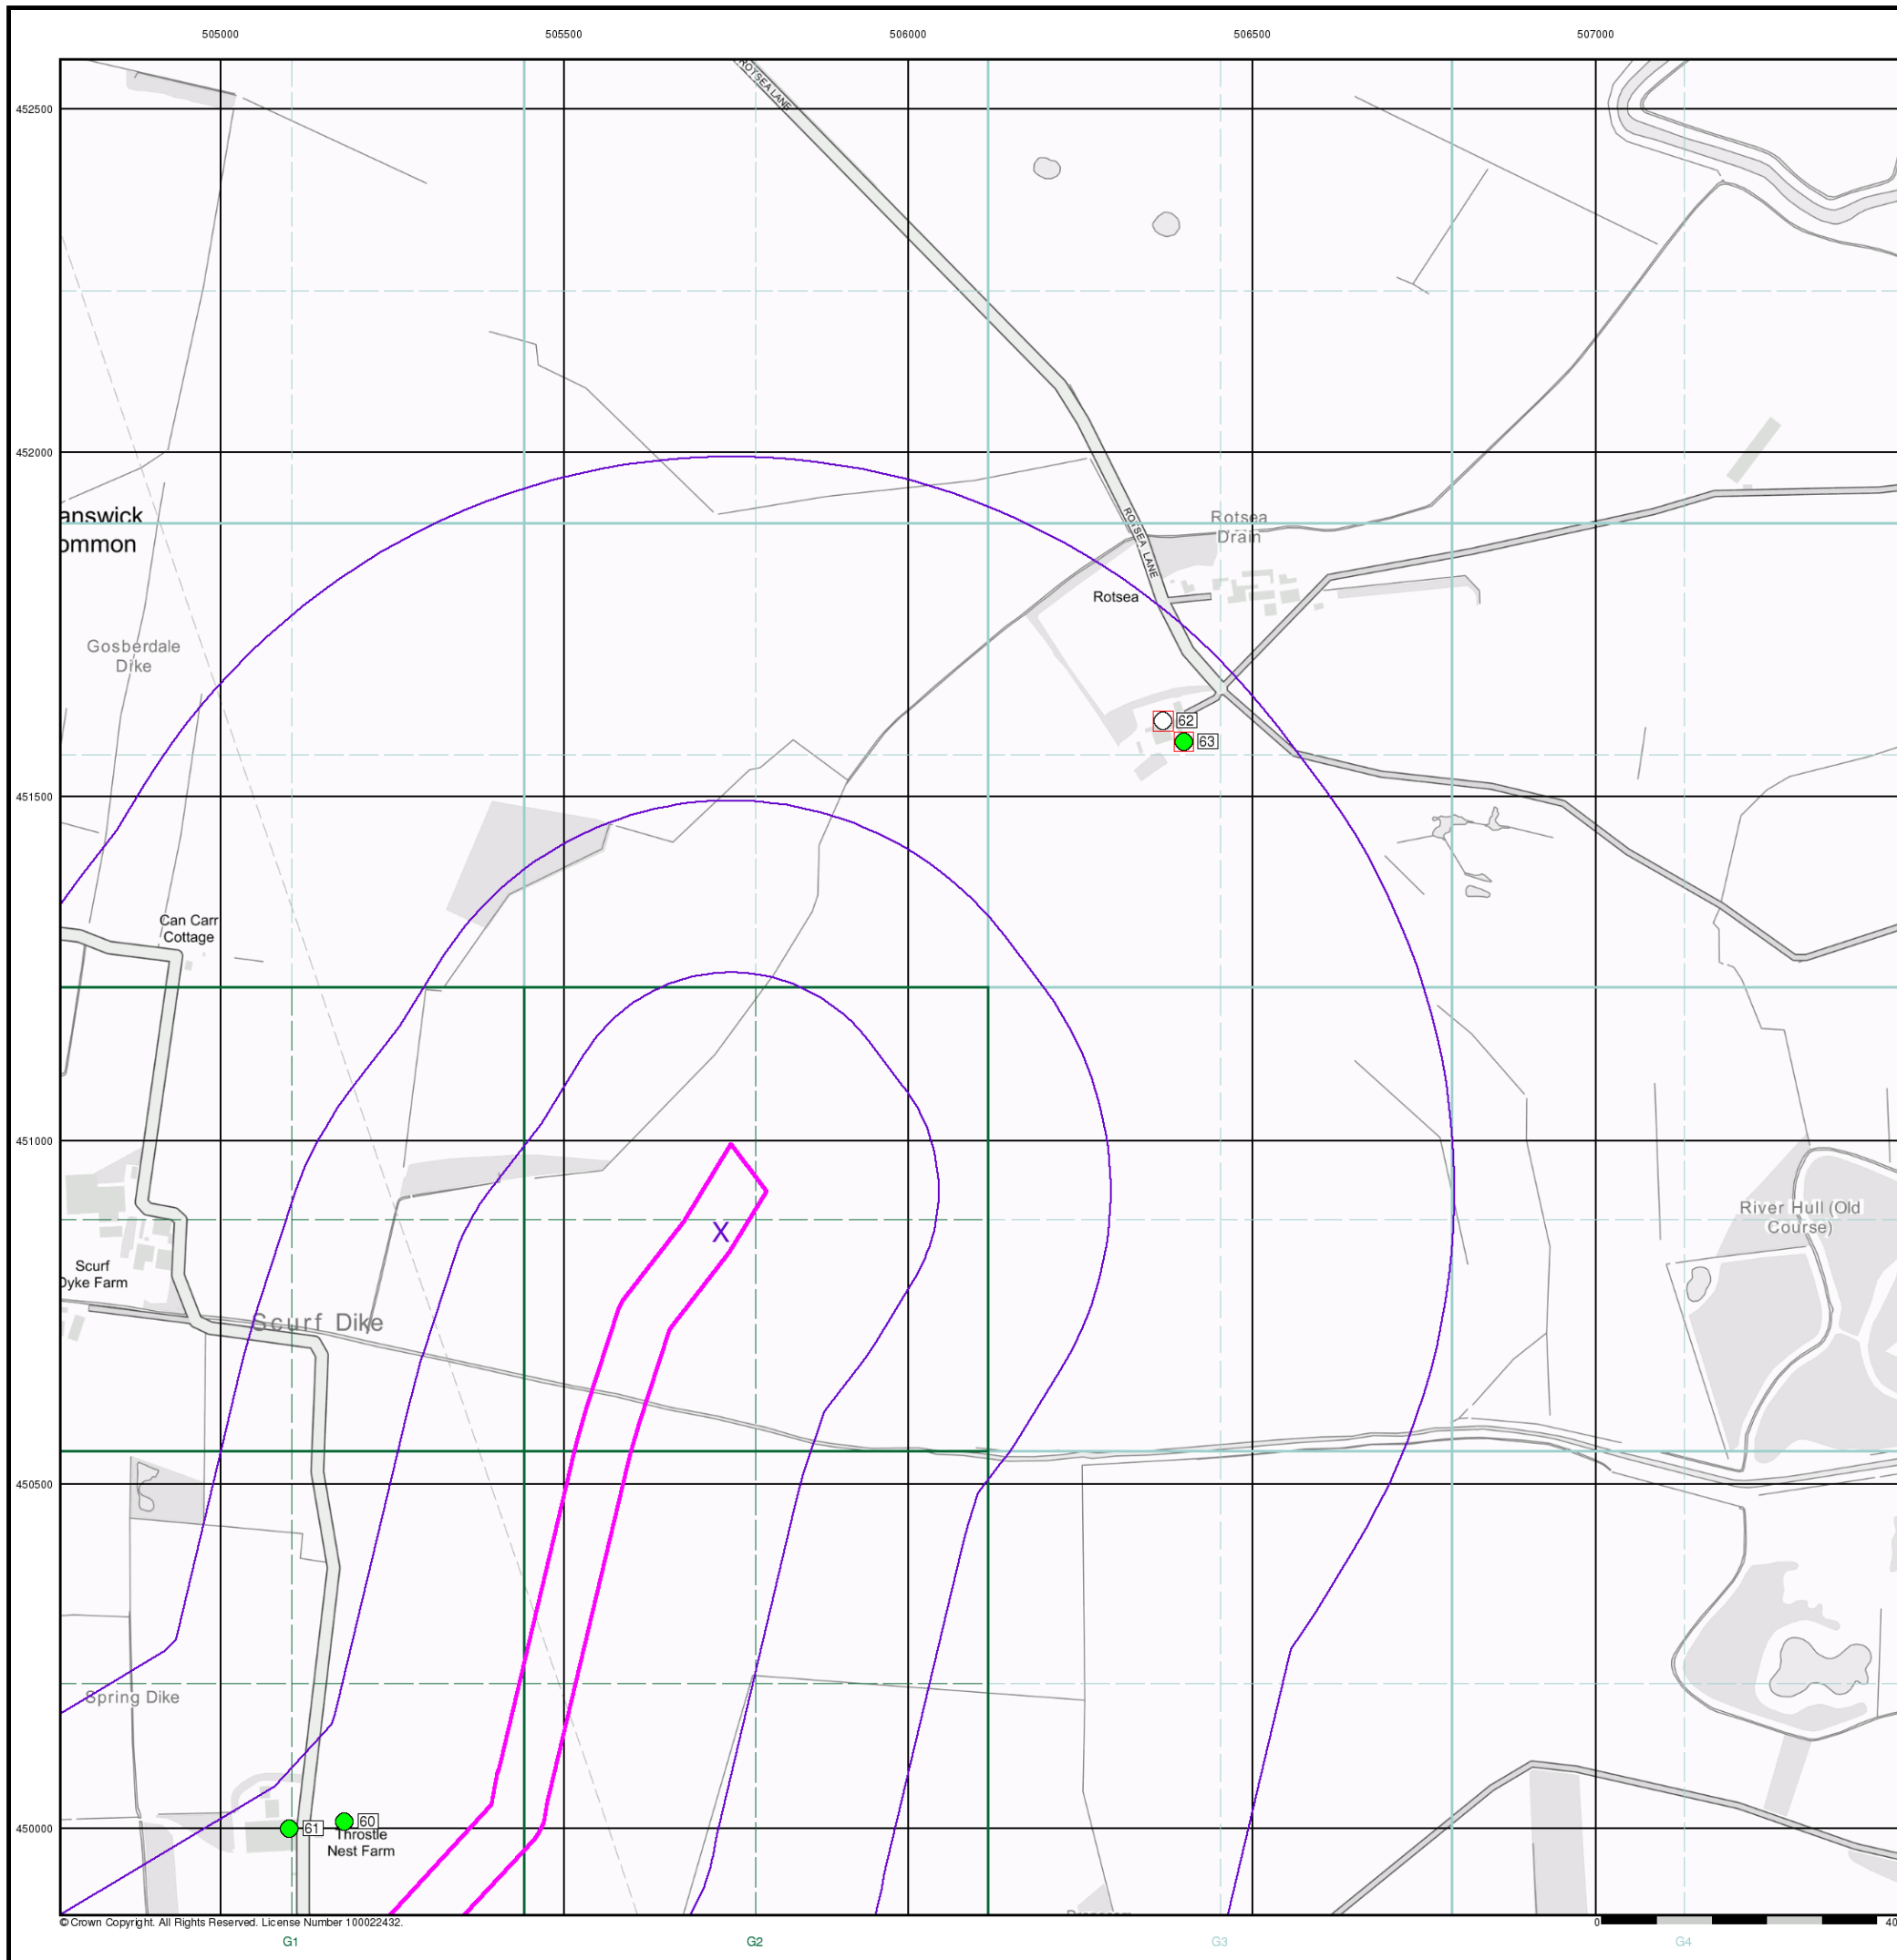 505000
505500
506000
506500
507000
452500
452000
451500
451000
450500
450000
ROTSEA LANE
answick
ommon
Rotsea
Drain
ROTSEA LANE
Rotsea
Gosberdale
Dike
62
63
Can Carr
Cottage
River Hull (Old
Course)
X
Scurf
Dyke Farm
Scurf Dike
Spring Dike
60
61
Throstle
Nest Farm
© Crown Copyright. All Rights Reserved. License Number 100022432.
0
40
G1
G2
G3
G4